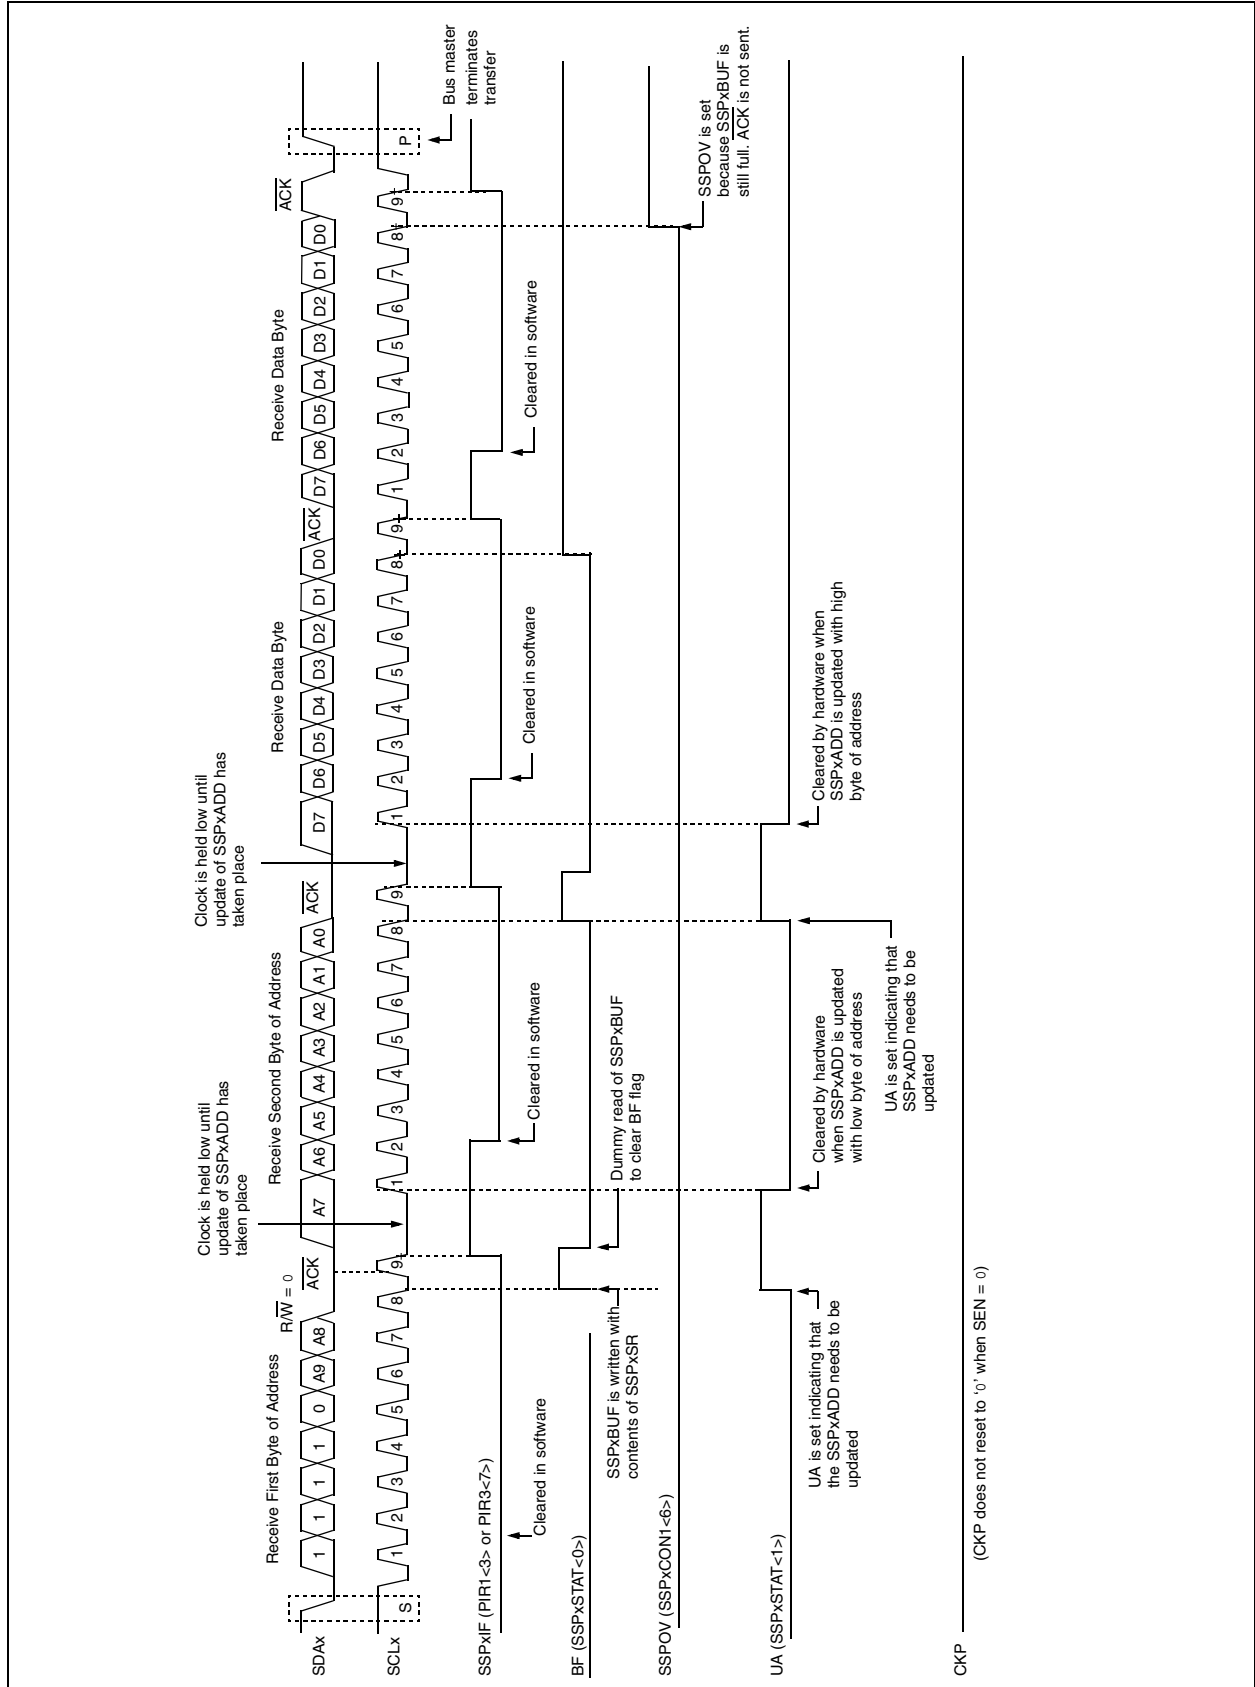 Clock is held low until
update of SSPxADD has
taken place
Clock is held low until
update of SSPxADD has
taken place
Receive First Byte of Address
R/W = 0
ACK
Receive Second Byte of Address
ACK
Receive Data Byte
ACK
Receive Data Byte
ACK
SDAx
1 1 1 1 0 A9 A8 A7 A6 A5 A4 A3 A2 A1 A0 D7 D6 D5 D4 D3 D2 D1 D0 D7 D6 D5 D4 D3 D2 D1 D0
SCLx
S 1 2 3 4 5 6 7 8 9 1 2 3 4 5 6 7 8 9 1 2 3 4 5 6 7 8 9 1 2 3 4 5 6 7 8 9 P
Bus master
terminates
transfer
SSPxIF (PIR1<3> or PIR3<7>)
Cleared in software
Cleared in software
Cleared in software
Cleared in software
BF (SSPxSTAT<0>)
SSPxBUF is written with
contents of SSPxSR
Dummy read of SSPxBUF
to clear BF flag
SSPOV (SSPxCON1<6>)
SSPOV is set
because SSPxBUF is
still full. ACK is not sent.
UA (SSPxSTAT<1>)
UA is set indicating that
the SSPxADD needs to be
updated
Cleared by hardware
when SSPxADD is updated
with low byte of address
UA is set indicating that
SSPxADD needs to be
updated
Cleared by hardware when
SSPxADD is updated with high
byte of address
CKP
(CKP does not reset to ‘0’ when SEN = 0)